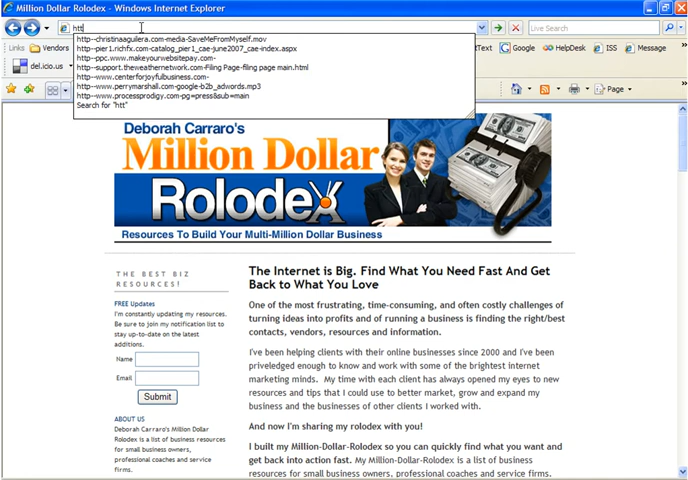 Million Dollar Rolodex - Windows Internet Explorer
htt
Live Search
http--christinaaguilera.com-media-SaveMeFromMyself.mov
http--pier1.richfx.com-catalog_pier1_cae-june2007_cae-index.aspx
http--ppc.www.makeyourwebsitepay.com-
http--support.theweathernetwork.com-Filing Page-filing page main.html
http--www.centerforjoyfulbusiness.com-
http--www.perrymarshall.com-google-b2b_adwords.mp3
http--www.processprodigy.com-pg=press&sub=main
Search for "htt"
Links
Vendors
ISS
Stats
del.icio.us
Page
Deborah Carraro's
Million Dollar
Rolodex
Resources To Build Your Multi-Million Dollar Business
THE BEST BIZ
RESOURCES!
FREE Updates
I'm constantly updating my resources.
Be sure to join my notification list to
stay up-to-date on the latest
additions.
Name
Email
Submit
ABOUT US
Deborah Carraro's Million Dollar
Rolodex is a list of business resources
for small business owners,
professional coaches and service
firms.
The Internet is Big. Find What You Need Fast And Get
Back to What You Love
One of the most frustrating, time-consuming, and often costly challenges of
turning ideas into profits and of running a business is finding the right/best
contacts, vendors, resources and information.
I've been helping clients with their online businesses since 2000 and I've been
priveledged enough to know and work with some of the brightest internet
marketing minds. My time with each client has always opened my eyes to new
resources and tips that I could use to better market, grow and expand my
business and the businesses of other clients I worked with.
And now I'm sharing my rolodex with you!
I built my Million-Dollar-Rolodex so you can quickly find what you want and
get back into action fast. My Million-Dollar-Rolodex is a list of business
resources for small business owners, professional coaches and service